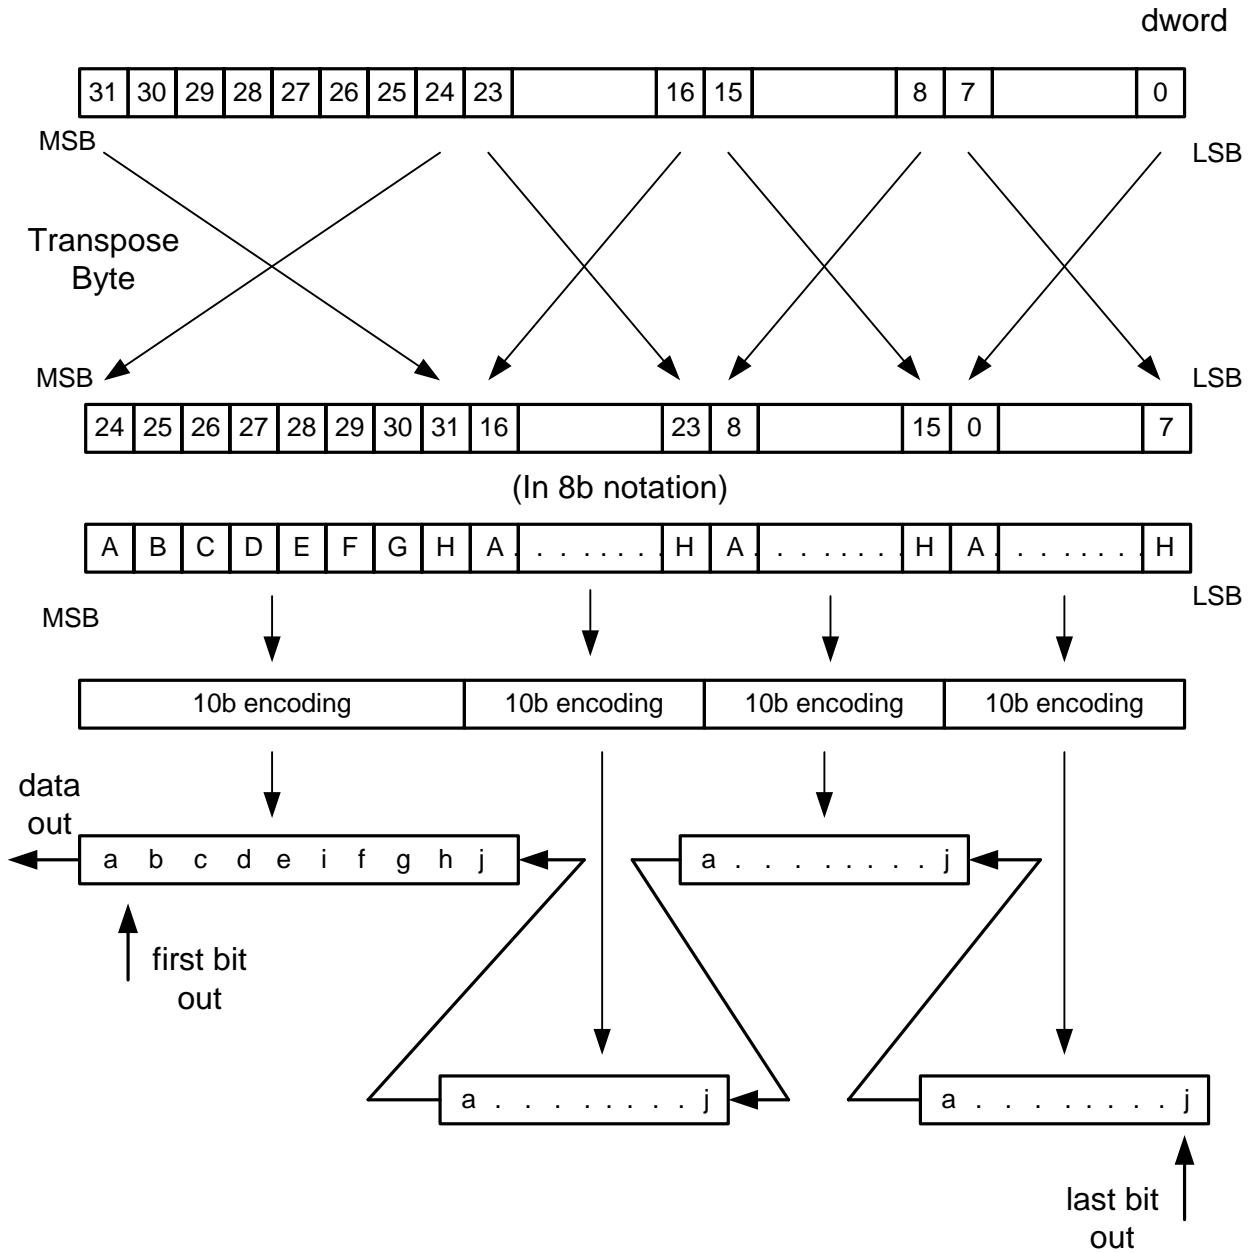 dword
31 30 29 28 27 26 25 24 23 16 15 8 7 0
MSB
LSB
Transpose
Byte
MSB
LSB
24 25 26 27 28 29 30 31 16 23 8 15 0 7
(In 8b notation)
A B C D E F G H A . . . . . . . H A . . . . . . . H A . . . . . . . H
MSB
LSB
10b encoding 10b encoding 10b encoding 10b encoding
data
out
a b c d e i f g h j a . . . . . . . . j
first bit
out
a . . . . . . . . j a . . . . . . . . j
last bit
out